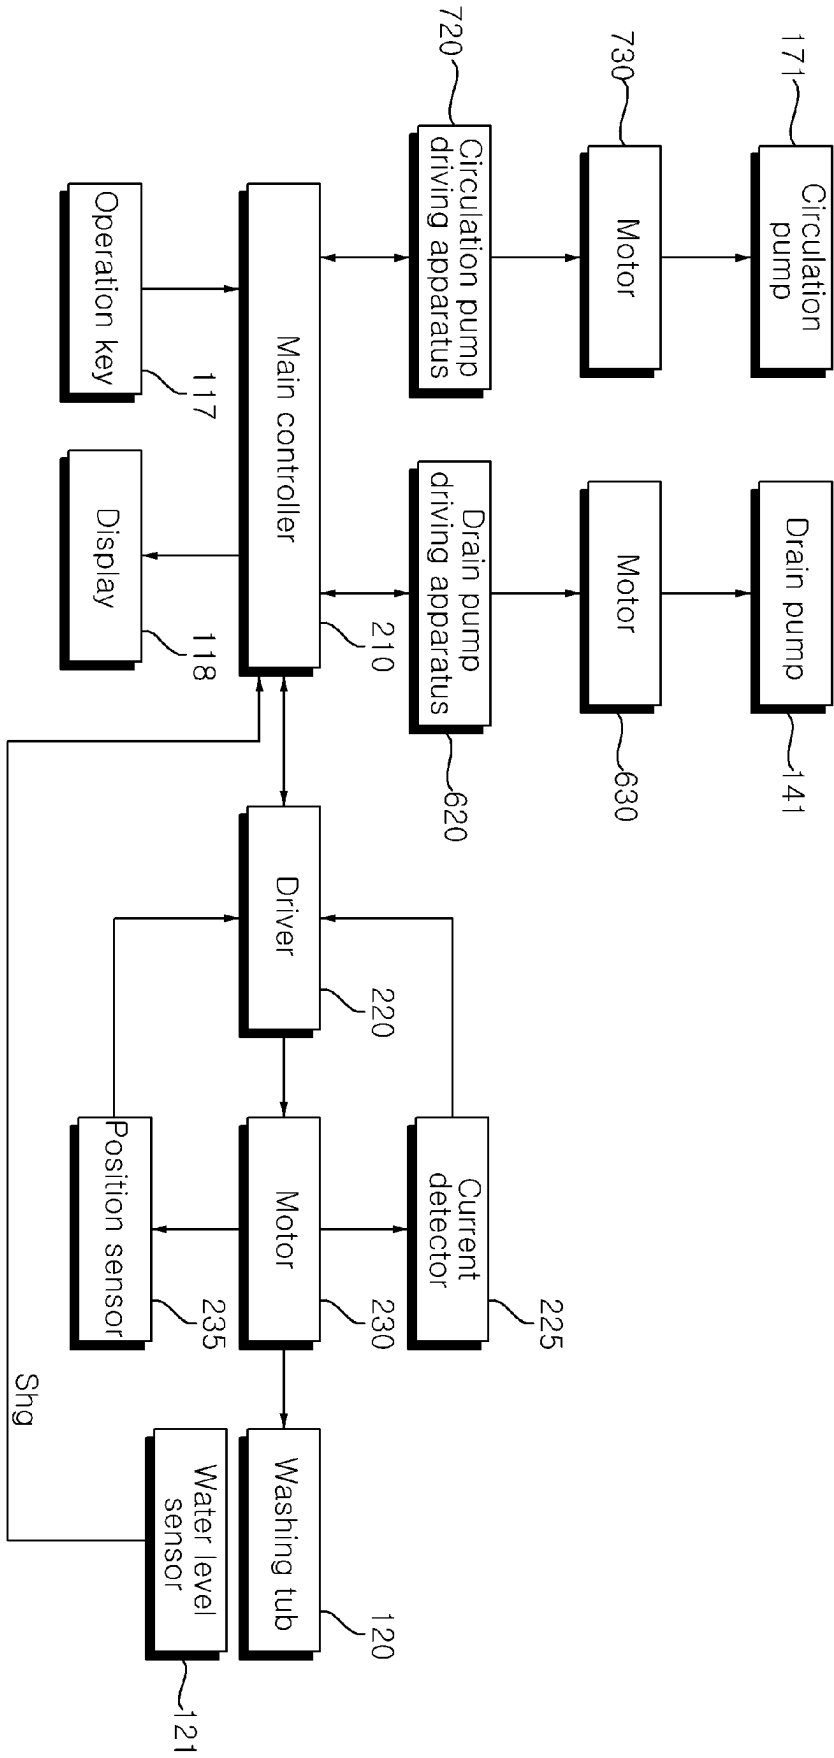 171
Circulation
pump
Drain pump
141
730
Motor
Motor
630
720
Circulation pump
driving apparatus
Drain pump
driving apparatus
620
Current
detector
225
Main controller
210
Driver
220
Motor
230
Washing tub
120
Operation key
117
Display
118
Position sensor
235
Water level
sensor
121
Shg